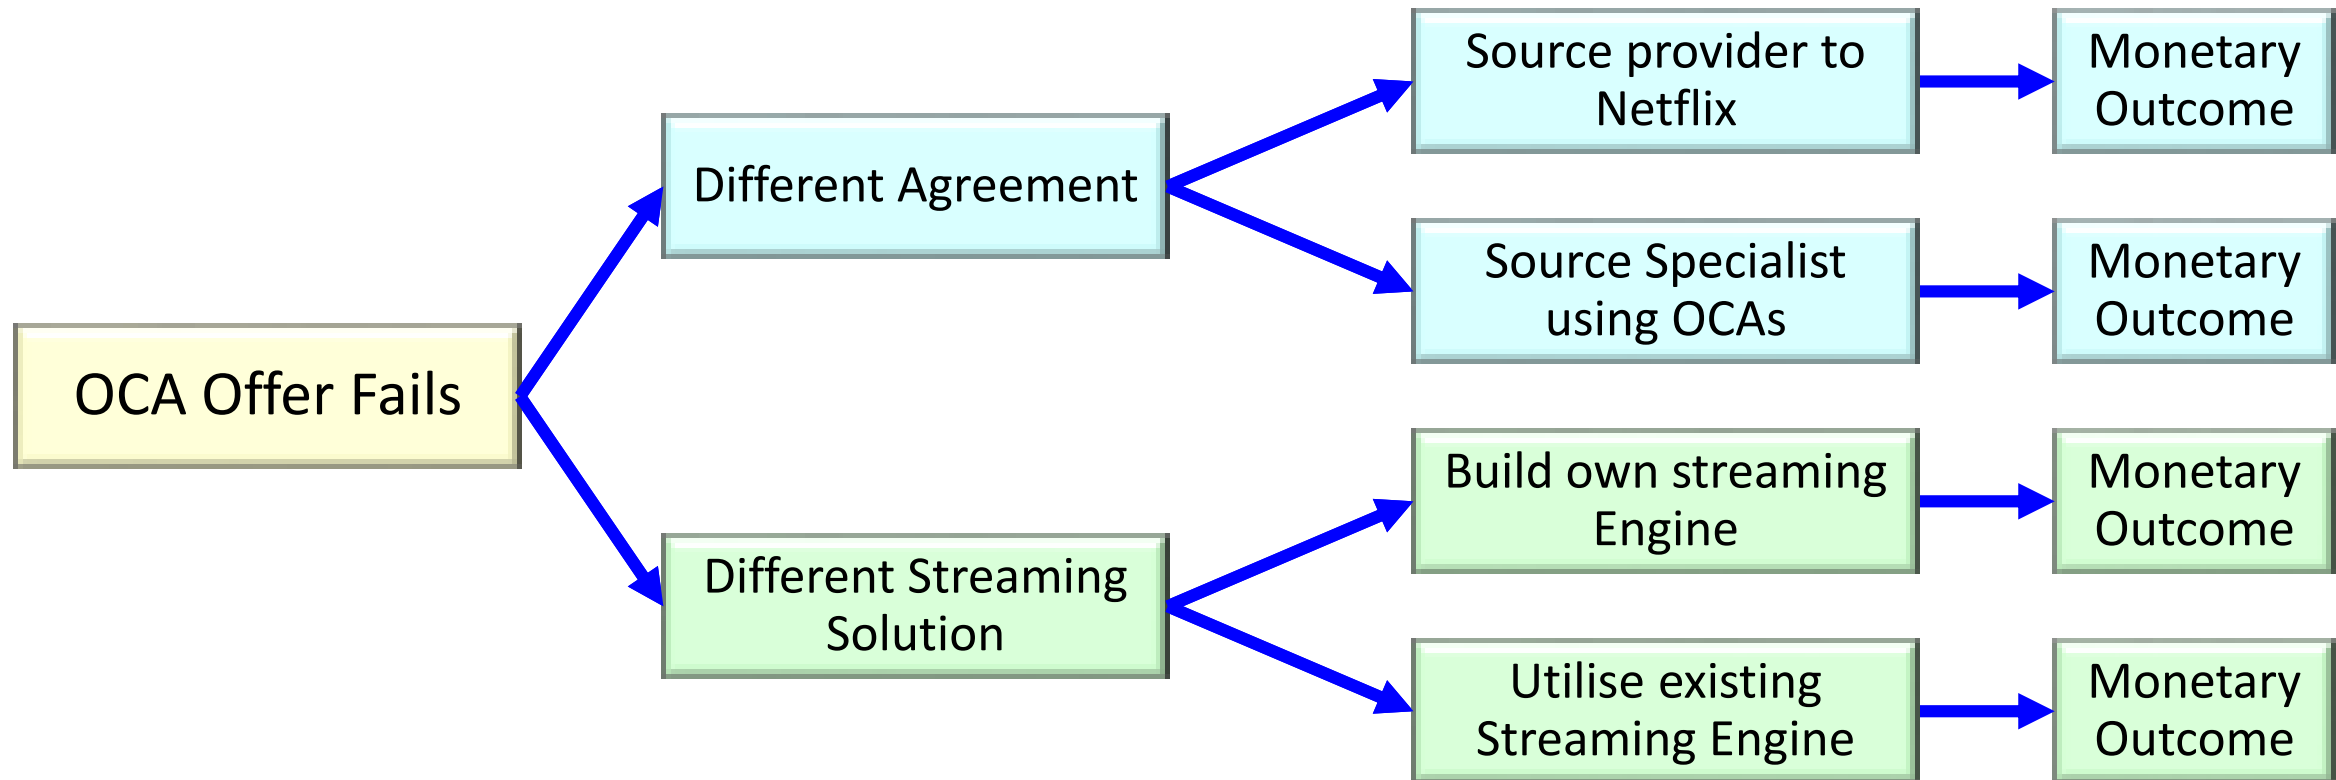 OCA Offer Fails
Different Agreement
Source provider to
Netflix
Monetary
Outcome
Source Specialist
using OCAs
Monetary
Outcome
Different Streaming
Solution
Build own streaming
Engine
Monetary
Outcome
Utilise existing
Streaming Engine
Monetary
Outcome